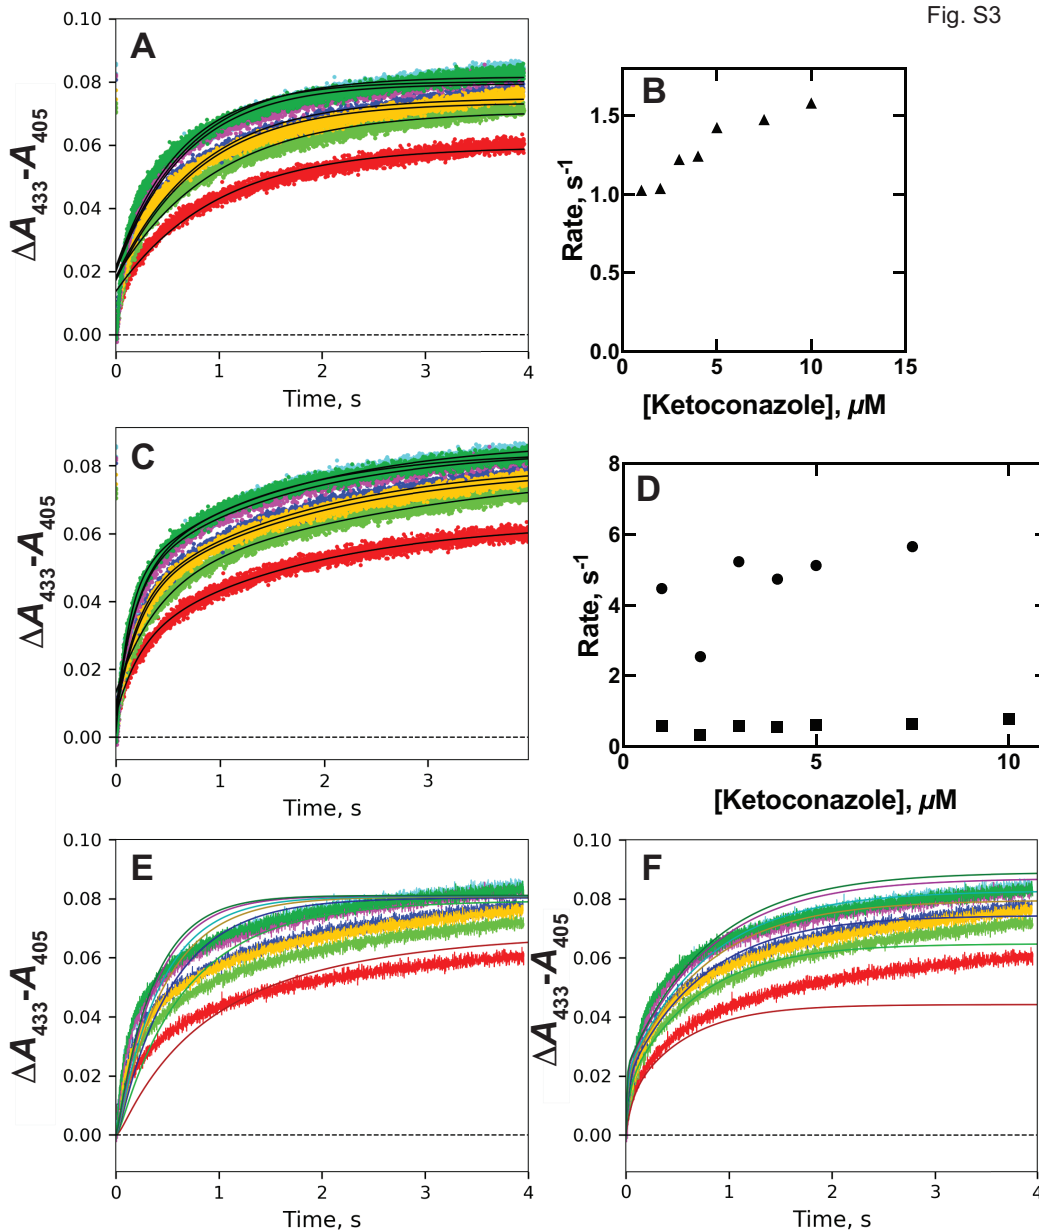 Fig. S3
A
ΔA433-A405
0.10
0.08
0.06
0.04
0.02
0.00
0 1 2 3 4
Time, s
B
Rate, s-1
1.5
1.0
0.5
0.0
0 5 10 15
[Ketoconazole], µM
C
ΔA433-A405
0.08
0.06
0.04
0.02
0.00
0 1 2 3
Time, s
D
Rate, s-1
8
6
4
2
0
0 5 10
[Ketoconazole], µM
E
ΔA433-A405
0.10
0.08
0.06
0.04
0.02
0.00
0 1 2 3 4
Time, s
F
ΔA433-A405
0.10
0.08
0.06
0.04
0.02
0.00
0 1 2 3 4
Time, s